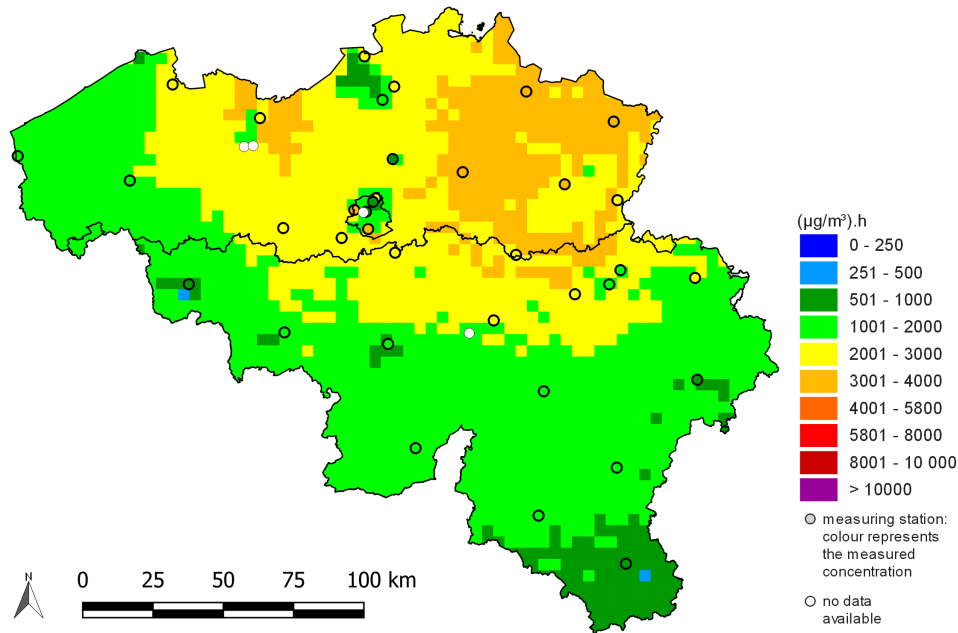 (µg/m³).h
0 - 250
251 - 500
501 - 1000
1001 - 2000
2001 - 3000
3001 - 4000
4001 - 5800
5801 - 8000
8001 - 10 000
> 10000
measuring station:
colour represents
the measured
concentration
no data
available
N
0 25 50 75 100 km